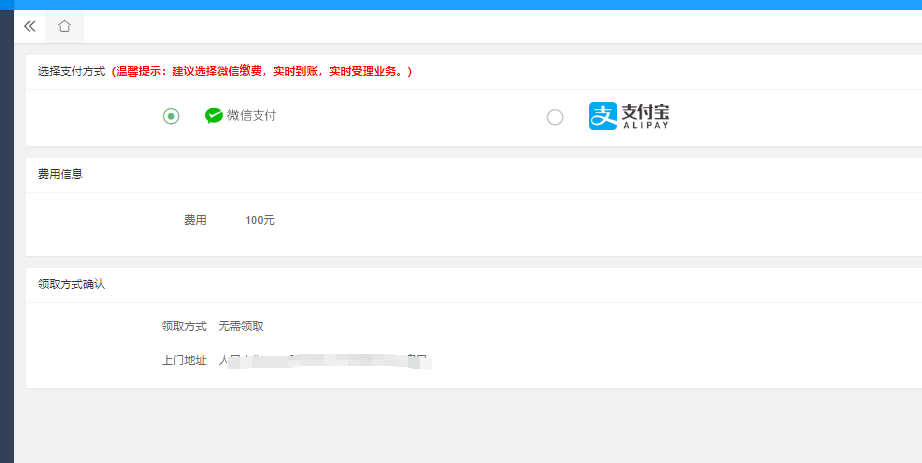 选择支付方式 (温馨提示：建议选择微信缴费，实时到账，实时受理业务。)
微信支付 支付宝
ALIPAY
费用信息
费用 100元
领取方式确认
领取方式 无需领取
上门地址